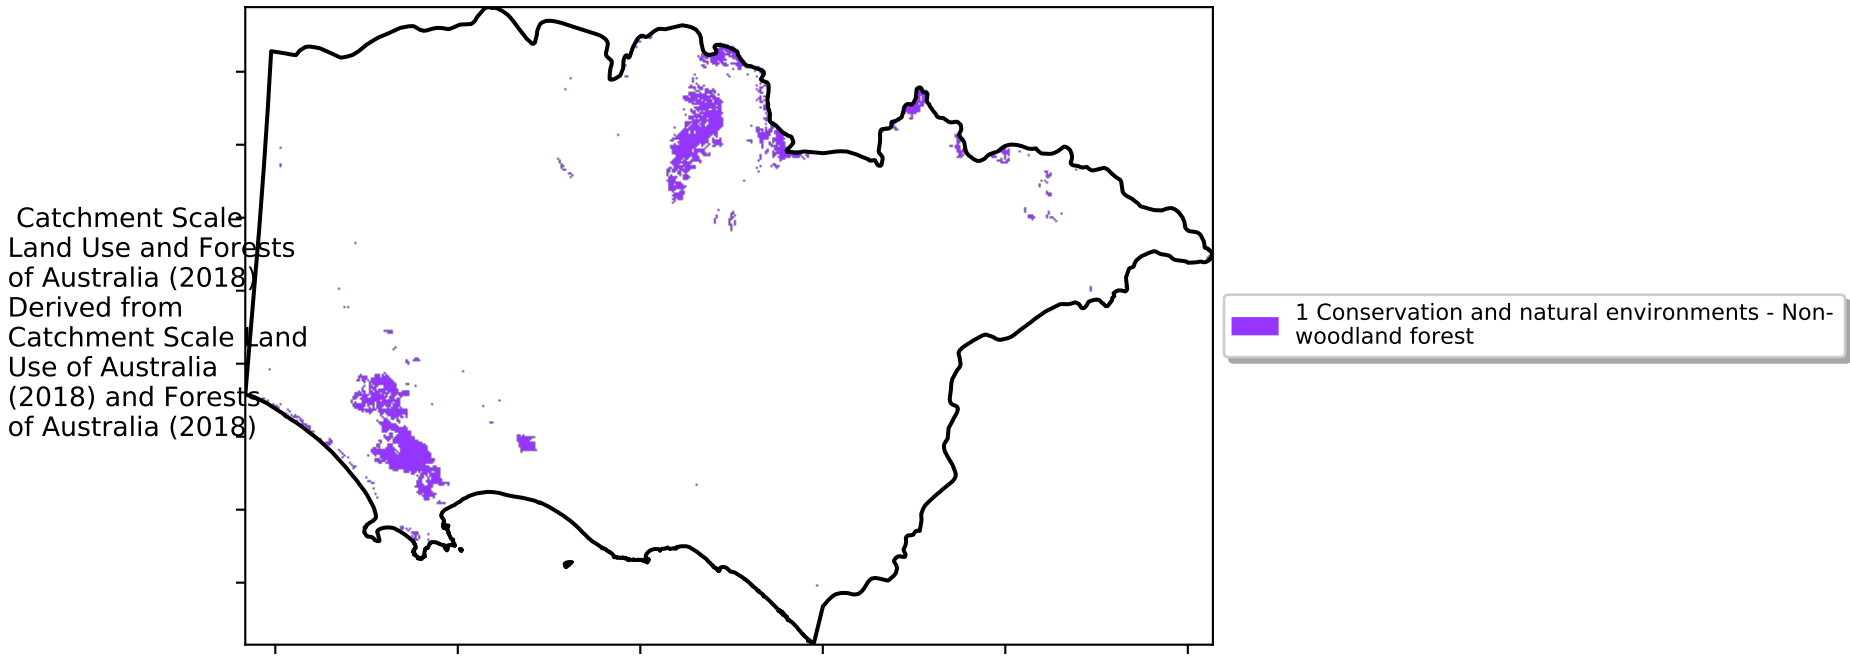 Catchment Scale
Land Use and Forests
of Australia (2018)
Derived from
Catchment Scale Land
Use of Australia
(2018) and Forests
of Australia (2018)
1 Conservation and natural environments - Non-
woodland forest